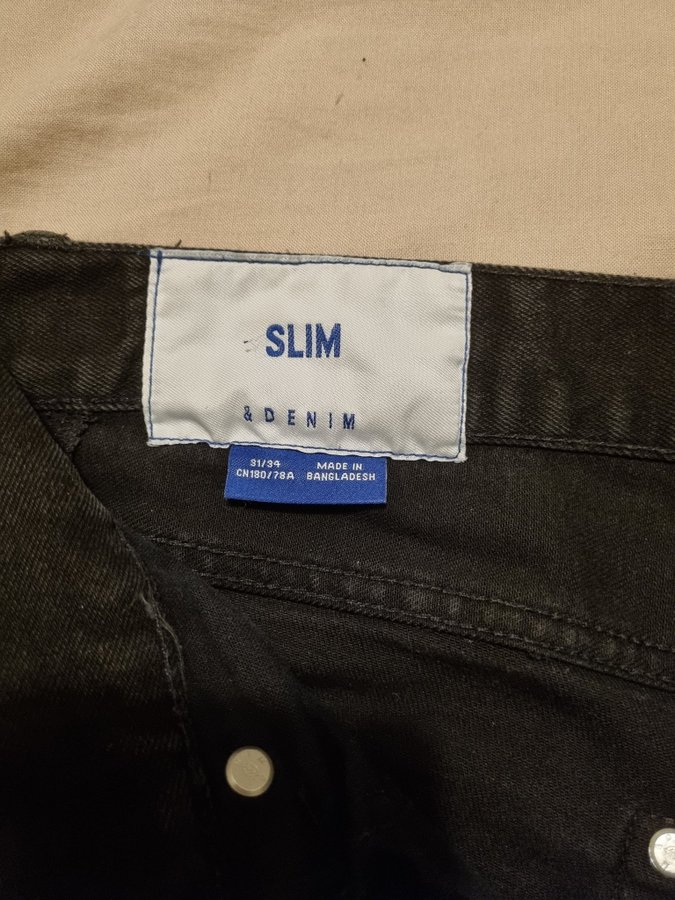 SLIM
& DENIM
31/34 MADE IN
CN180/78A BANGLADESH